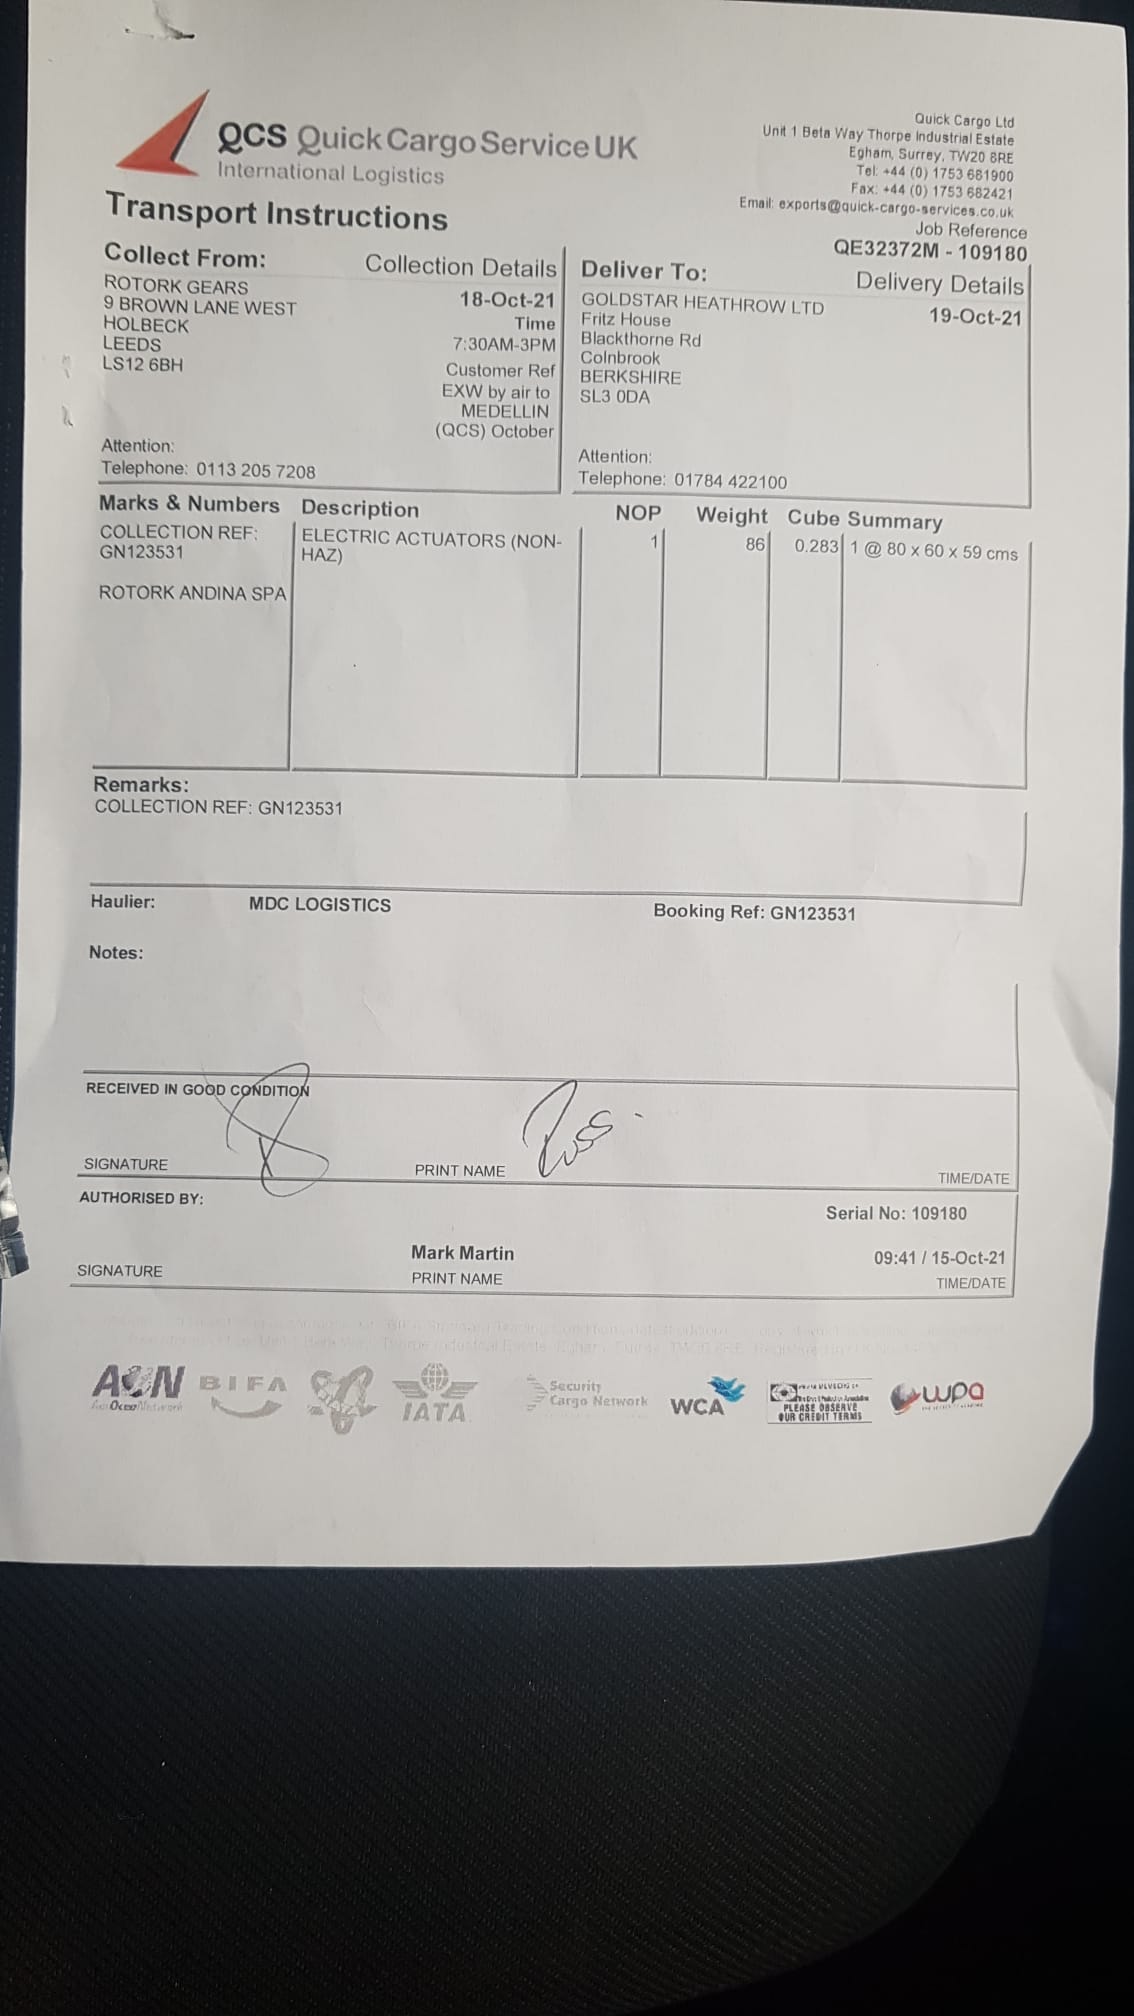 QCS Quick Cargo Service UK
International Logistics
Quick Cargo Ltd
Unit 1 Beta Way Thorpe Industrial Estate
Egham, Surrey, TW20 8RE
Tel: +44 (0) 1753 681900
Fax: +44 (0) 1753 682421
Email: exports@quick-cargo-services.co.uk
Transport Instructions
Job Reference
QE32372M - 109180
Collect From:
Collection Details
ROTORK GEARS
9 BROWN LANE WEST
HOLBECK
LEEDS
LS12 6BH
18-Oct-21
Time
7:30AM-3PM
Customer Ref
EXW by air to
MEDELLIN
(QCS) October
Attention:
Telephone: 0113 205 7208
Deliver To:
Delivery Details
GOLDSTAR HEATHROW LTD
Fritz House
Blackthorne Rd
Colnbrook
BERKSHIRE
SL3 0DA
19-Oct-21
Attention:
Telephone: 01784 422100
Marks & Numbers Description NOP Weight Cube Summary
COLLECTION REF:
GN123531
ROTORK ANDINA SPA
ELECTRIC ACTUATORS (NON-
HAZ)
1
86
0.283
1 @ 80 x 60 x 59 cms
Remarks:
COLLECTION REF: GN123531
Haulier: MDC LOGISTICS Booking Ref: GN123531
Notes:
RECEIVED IN GOOD CONDITION
SIGNATURE PRINT NAME TIME/DATE
AUTHORISED BY:
Serial No: 109180
Mark Martin 09:41 / 15-Oct-21
SIGNATURE PRINT NAME TIME/DATE
AON
BIFA
IATA
Security
Cargo Network
WCA
PLEASE OBSERVE
OUR CREDIT TERMS
wpa